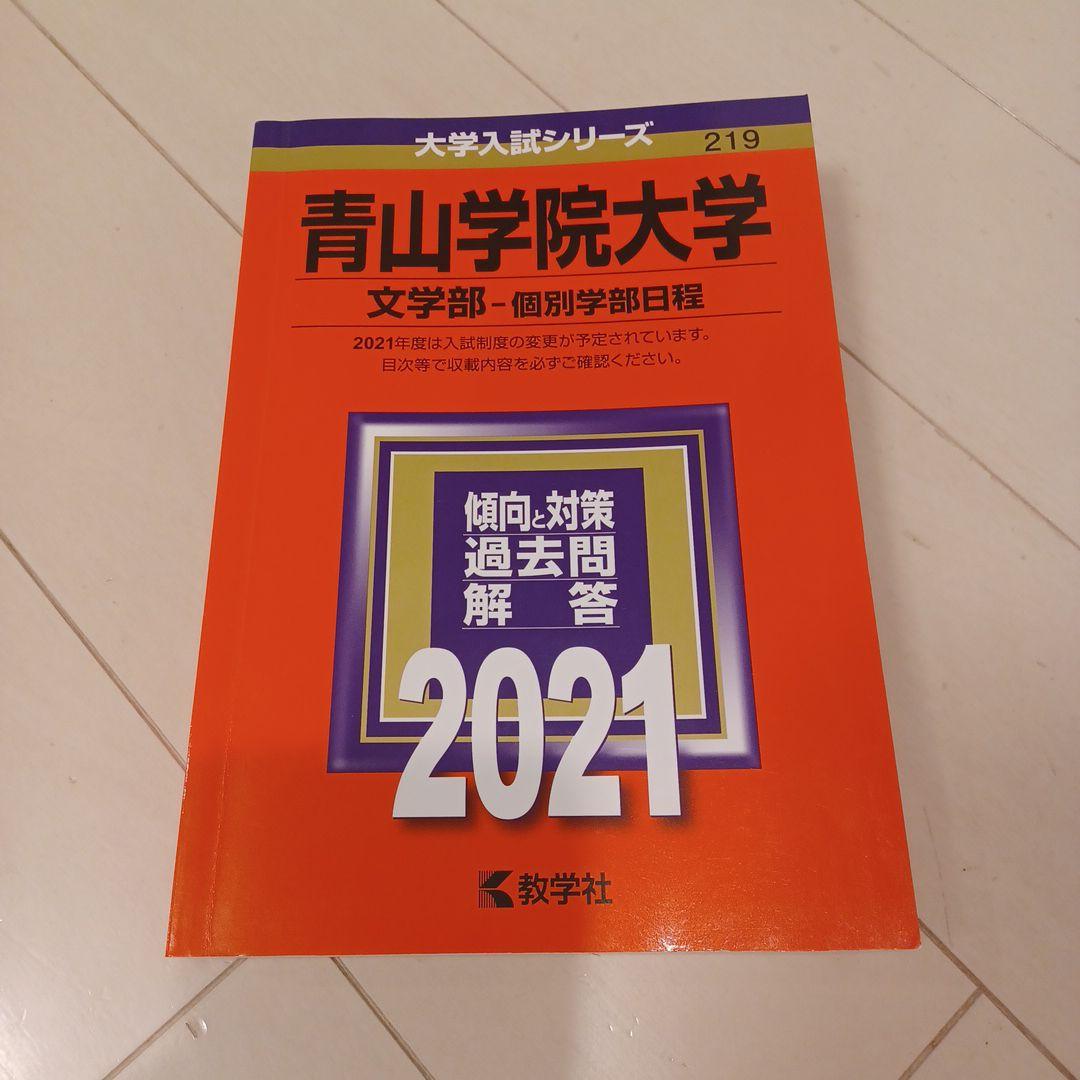 大学入試シリーズ 219
青山学院大学
文学部－個別学部日程
2021年度は入試制度の変更が予定されています。
目次等で収載内容を必ずご確認ください。
傾向と対策
過去問
解答
2021
教学社